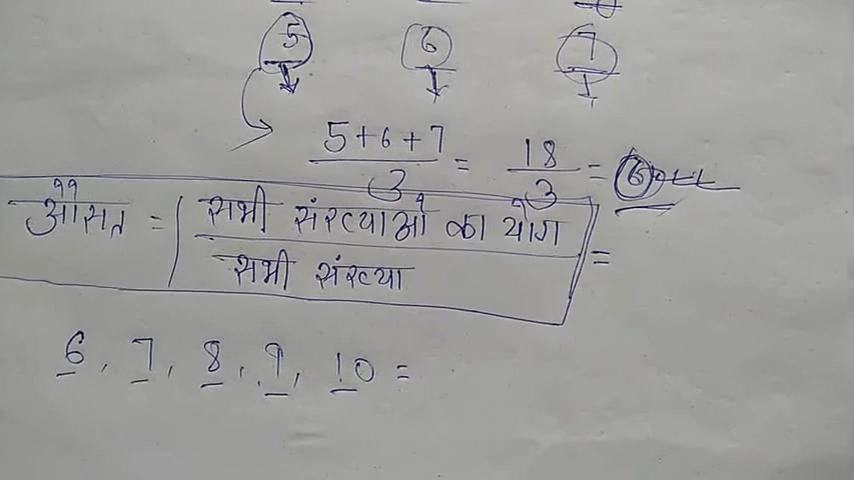 5 6 7
5+6+7/3 = 18/3 = 6
औसत = सभी संख्याओं का योग / सभी संख्या =
6, 7, 8, 9, 10 =